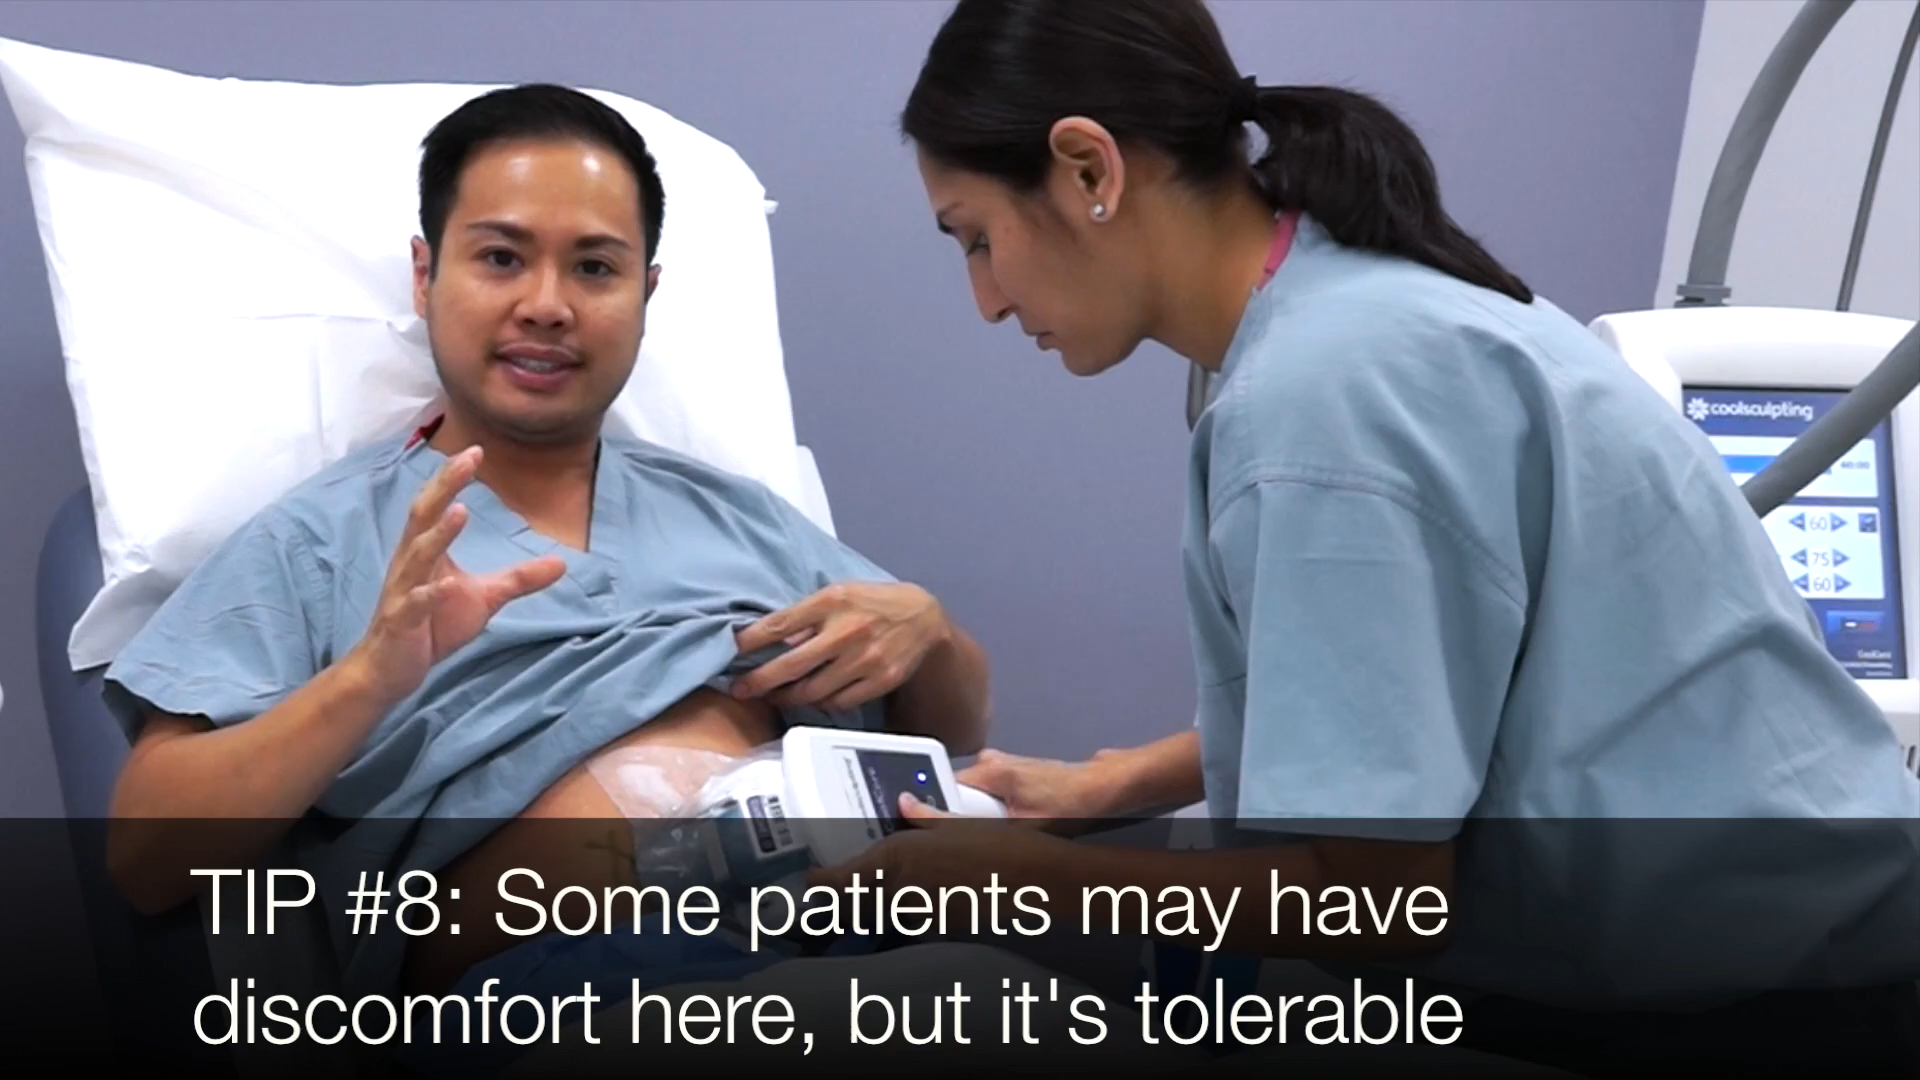 coolsculpting
60
75
60
TIP #8: Some patients may have
discomfort here, but it's tolerable